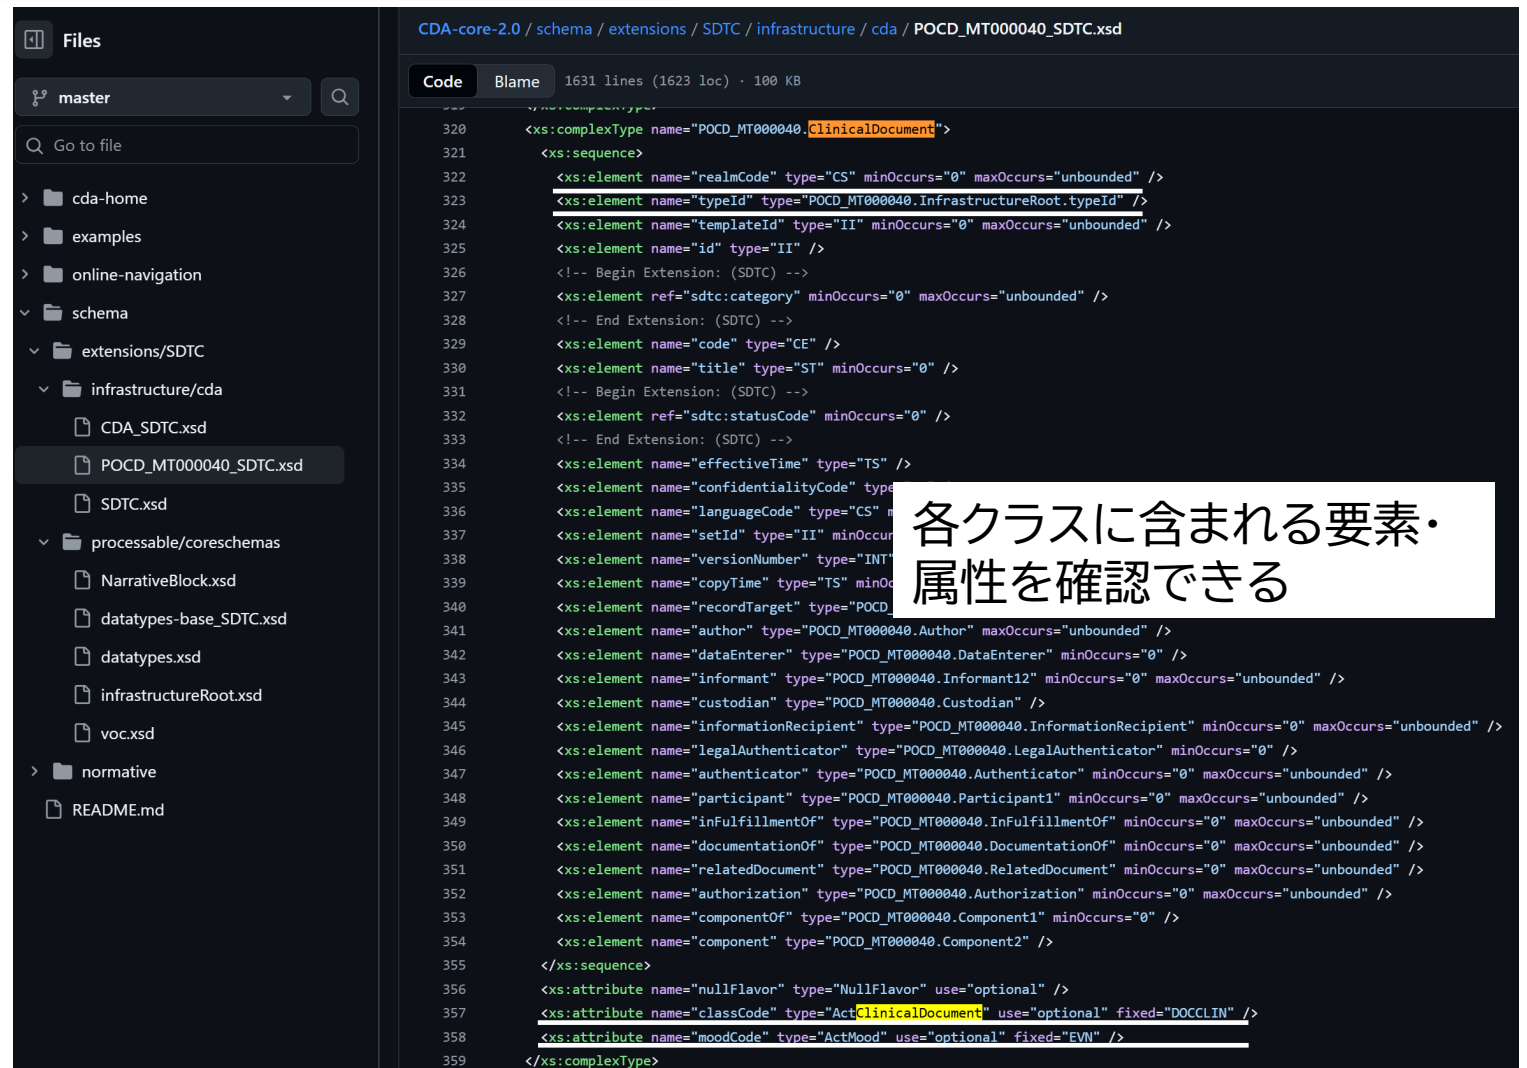 Files
master
Go to file
cda-home
examples
online-navigation
schema
extensions/SDTC
infrastructure/cda
CDA_SDTC.xsd
POCD_MT000040_SDTC.xsd
SDTC.xsd
processable/coreschemas
NarrativeBlock.xsd
datatypes-base_SDTC.xsd
datatypes.xsd
infrastructureRoot.xsd
voc.xsd
normative
README.md
CDA-core-2.0 / schema / extensions / SDTC / infrastructure / cda / POCD_MT000040_SDTC.xsd
Code Blame 1631 lines (1623 loc) · 100 KB
320 <xs:complexType name="POCD_MT000040.ClinicalDocument">
321 <xs:sequence>
322 <xs:element name="realmCode" type="CS" minOccurs="0" maxOccurs="unbounded" />
323 <xs:element name="typeId" type="POCD_MT000040.InfrastructureRoot.typeId" />
324 <xs:element name="templateId" type="II" minOccurs="0" maxOccurs="unbounded" />
325 <xs:element name="id" type="II" />
326 <!-- Begin Extension: (SDTC) -->
327 <xs:element ref="sdtc:category" minOccurs="0" maxOccurs="unbounded" />
328 <!-- End Extension: (SDTC) -->
329 <xs:element name="code" type="CE" />
330 <xs:element name="title" type="ST" minOccurs="0" />
331 <!-- Begin Extension: (SDTC) -->
332 <xs:element ref="sdtc:statusCode" minOccurs="0" />
333 <!-- End Extension: (SDTC) -->
334 <xs:element name="effectiveTime" type="TS" />
335 <xs:element name="confidentialityCode" type
336 <xs:element name="languageCode" type="CS"
337 <xs:element name="setId" type="II" minOccur
338 <xs:element name="versionNumber" type="INT"
339 <xs:element name="copyTime" type="TS" minOc
340 <xs:element name="recordTarget" type="POCD_
各クラスに含まれる要素・
属性を確認できる
341 <xs:element name="author" type="POCD_MT000040.Author" maxOccurs="unbounded" />
342 <xs:element name="dataEnterer" type="POCD_MT000040.DataEnterer" minOccurs="0" />
343 <xs:element name="informant" type="POCD_MT000040.Informant12" minOccurs="0" maxOccurs="unbounded" />
344 <xs:element name="custodian" type="POCD_MT000040.Custodian" />
345 <xs:element name="informationRecipient" type="POCD_MT000040.InformationRecipient" minOccurs="0" maxOccurs="unbounded" />
346 <xs:element name="legalAuthenticator" type="POCD_MT000040.LegalAuthenticator" minOccurs="0" />
347 <xs:element name="authenticator" type="POCD_MT000040.Authenticator" minOccurs="0" maxOccurs="unbounded" />
348 <xs:element name="participant" type="POCD_MT000040.Participant1" minOccurs="0" maxOccurs="unbounded" />
349 <xs:element name="inFulfillmentOf" type="POCD_MT000040.InFulfillmentOf" minOccurs="0" maxOccurs="unbounded" />
350 <xs:element name="documentationOf" type="POCD_MT000040.DocumentationOf" minOccurs="0" maxOccurs="unbounded" />
351 <xs:element name="relatedDocument" type="POCD_MT000040.RelatedDocument" minOccurs="0" maxOccurs="unbounded" />
352 <xs:element name="authorization" type="POCD_MT000040.Authorization" minOccurs="0" maxOccurs="unbounded" />
353 <xs:element name="componentOf" type="POCD_MT000040.Component1" minOccurs="0" />
354 <xs:element name="component" type="POCD_MT000040.Component2" />
355 </xs:sequence>
356 <xs:attribute name="nullFlavor" type="NullFlavor" use="optional" />
357 <xs:attribute name="classCode" type="ActClinicalDocument" use="optional" fixed="DOCCLIN" />
358 <xs:attribute name="moodCode" type="ActMood" use="optional" fixed="EVN" />
359 </xs:complexType>